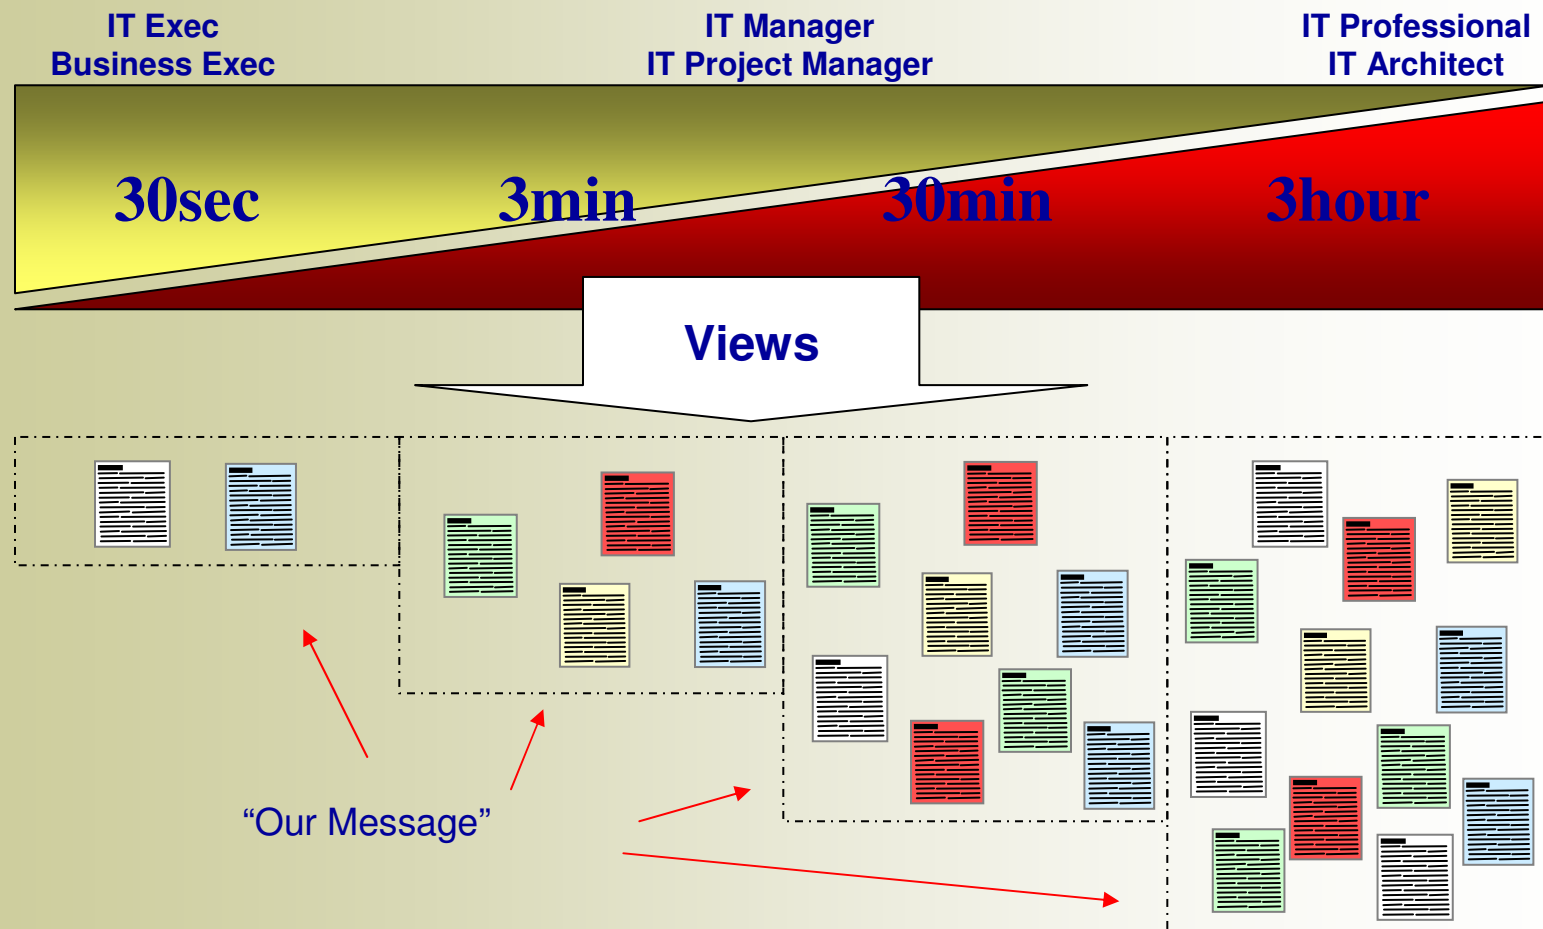 IT Exec
Business Exec
IT Manager
IT Project Manager
IT Professional
IT Architect
30sec
3min
30min
3hour
Views
“Our Message”